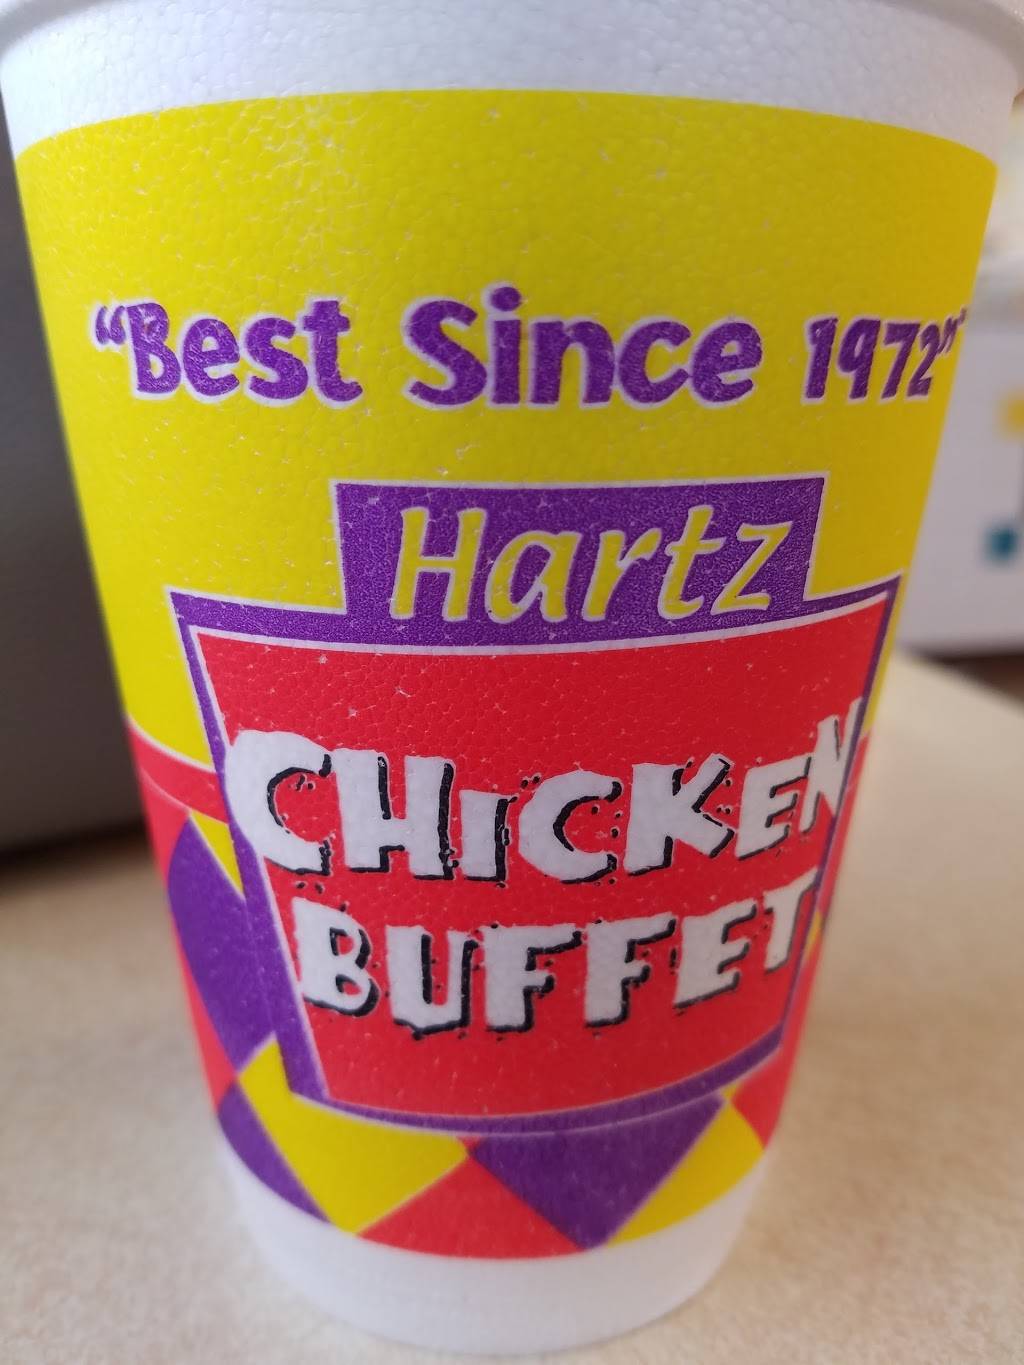 “Best Since 1972”
Hartz
CHICKEN
BUFFET